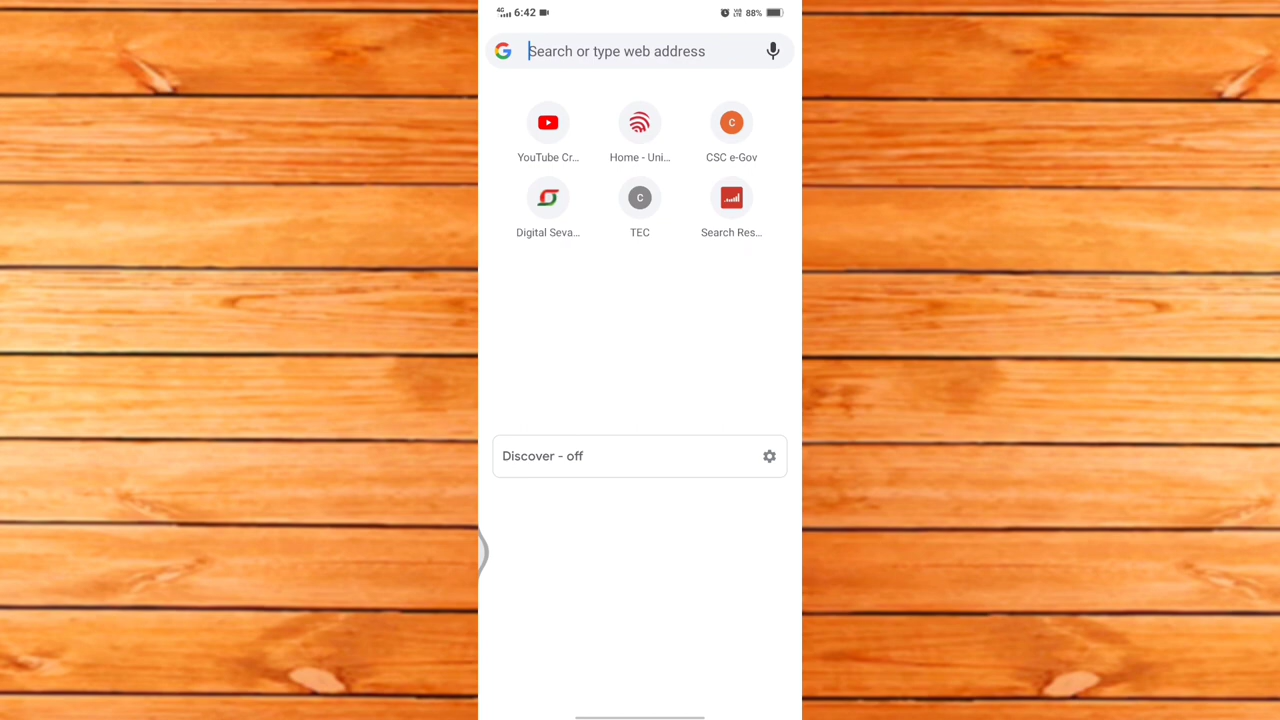 4G 6:42 88%
Search or type web address
C
YouTube Cr... Home - Uni... CSC e-Gov
C
Digital Seva... TEC Search Res...
Discover - off